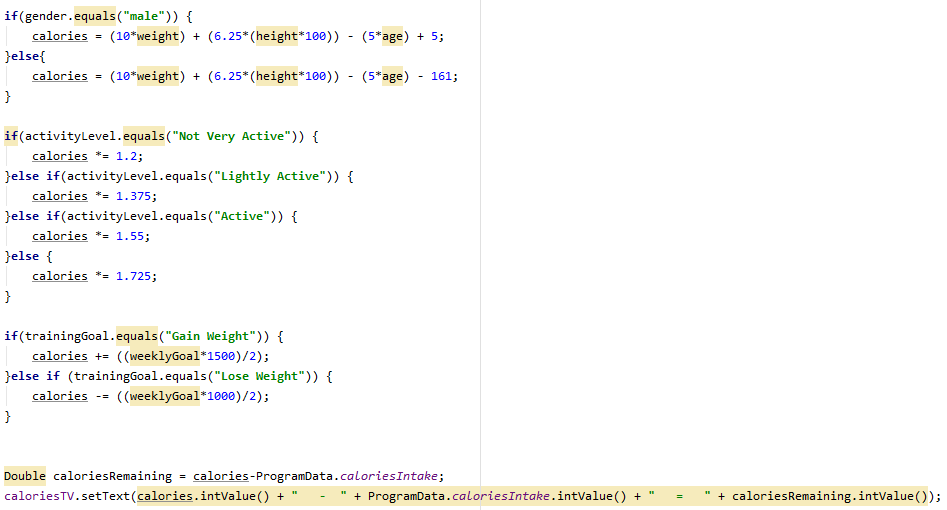 if(gender.equals("male")) {
    calories = (10*weight) + (6.25*(height*100)) - (5*age) + 5;
}else{
    calories = (10*weight) + (6.25*(height*100)) - (5*age) - 161;
}

if(activityLevel.equals("Not Very Active")) {
    calories *= 1.2;
}else if(activityLevel.equals("Lightly Active")) {
    calories *= 1.375;
}else if(activityLevel.equals("Active")) {
    calories *= 1.55;
}else {
    calories *= 1.725;
}

if(trainingGoal.equals("Gain Weight")) {
    calories += ((weeklyGoal*1500)/2);
}else if (trainingGoal.equals("Lose Weight")) {
    calories -= ((weeklyGoal*1000)/2);
}

Double caloriesRemaining = calories-ProgramData.caloriesIntake;
caloriesTV.setText(calories.intValue() + "   -  " + ProgramData.caloriesIntake.intValue() + "   =   " + caloriesRemaining.intValue());